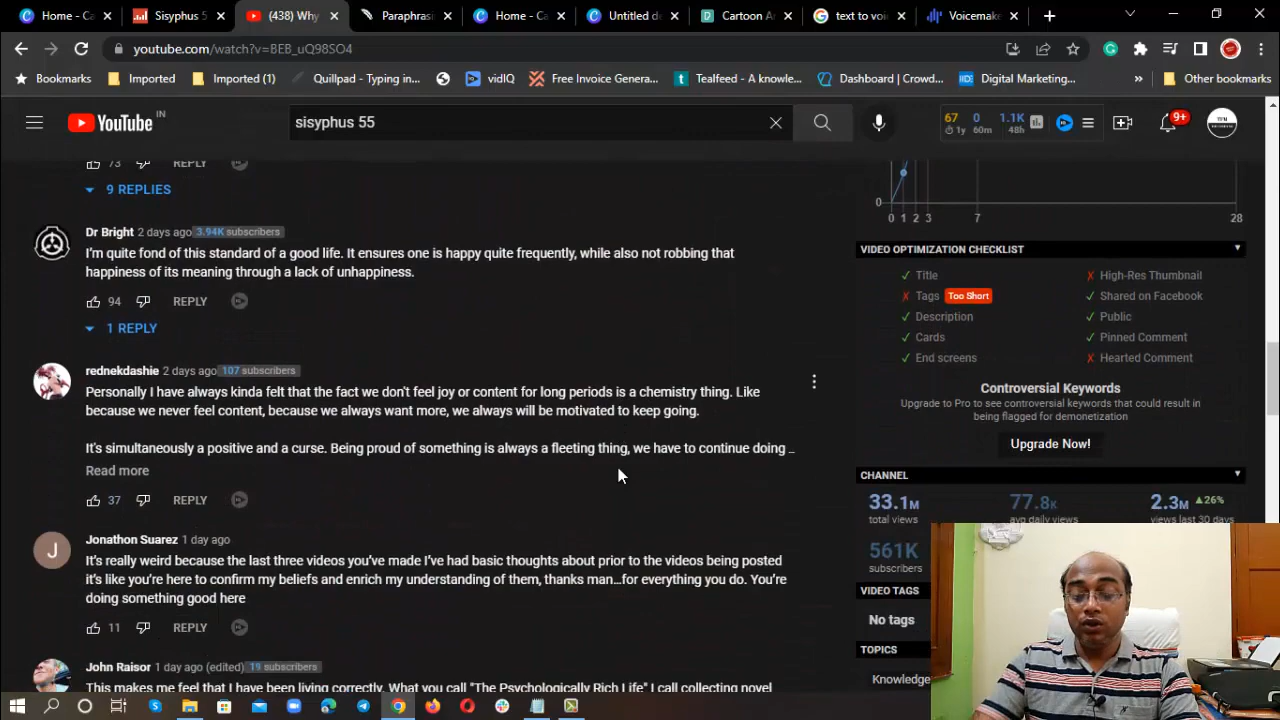 Home - Ca
Sisyphus 5
(438) Why
Paraphrasi
Home - Ca
Untitled de
Cartoon Ar
text to voi
Voicemake
youtube.com/watch?v=BEB_uQ98SO4
Bookmarks
Imported
Imported (1)
Quillpad - Typing in...
vidIQ
Free Invoice Genera...
Tealfeed - A knowle...
Dashboard | Crowd...
Digital Marketing...
»
Other bookmarks
YouTube IN
sisyphus 55
67 1y
0 60m
1.1K 48h
9+
73 REPLY
9 REPLIES
Dr Bright 2 days ago 3.94K subscribers
I'm quite fond of this standard of a good life. It ensures one is happy quite frequently, while also not robbing that
happiness of its meaning through a lack of unhappiness.
94 REPLY
1 REPLY
rednekdashie 2 days ago 107 subscribers
Personally I have always kinda felt that the fact we don't feel joy or content for long periods is a chemistry thing. Like
because we never feel content, because we always want more, we always will be motivated to keep going.
It's simultaneously a positive and a curse. Being proud of something is always a fleeting thing, we have to continue doing ...
Read more
37 REPLY
Jonathon Suarez 1 day ago
J
It's really weird because the last three videos you've made I've had basic thoughts about prior to the videos being posted
it's like you're here to confirm my beliefs and enrich my understanding of them, thanks man...for everything you do. You're
doing something good here
11 REPLY
John Raisor 1 day ago (edited) 19 subscribers
This makes me feel that I have been living correctly. What you call "The Psychologically Rich Life" I call collecting novel
0
0 1 2 3 7 28
VIDEO OPTIMIZATION CHECKLIST
Title
High-Res Thumbnail
Tags Too Short
Shared on Facebook
Description
Public
Cards
Pinned Comment
End screens
Hearted Comment
Controversial Keywords
Upgrade to Pro to see controversial keywords that could result in
being flagged for demonetization
Upgrade Now!
CHANNEL
33.1M
total views
77.8K
avg daily views
2.3M 26%
views last 30 days
561K
subscribers
VIDEO TAGS
No tags
TOPICS
Knowledge